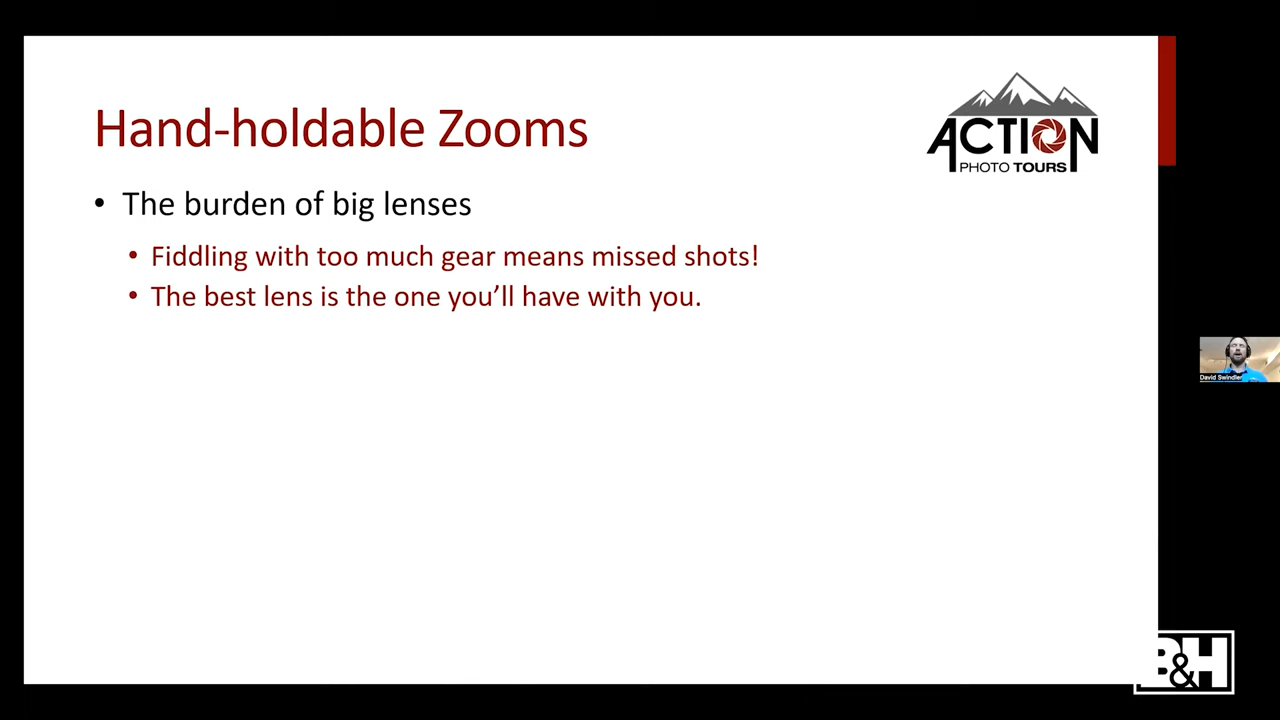 Hand-holdable Zooms
ACTION
PHOTO TOURS
• The burden of big lenses
• Fiddling with too much gear means missed shots!
• The best lens is the one you’ll have with you.
David Swindler
B&H